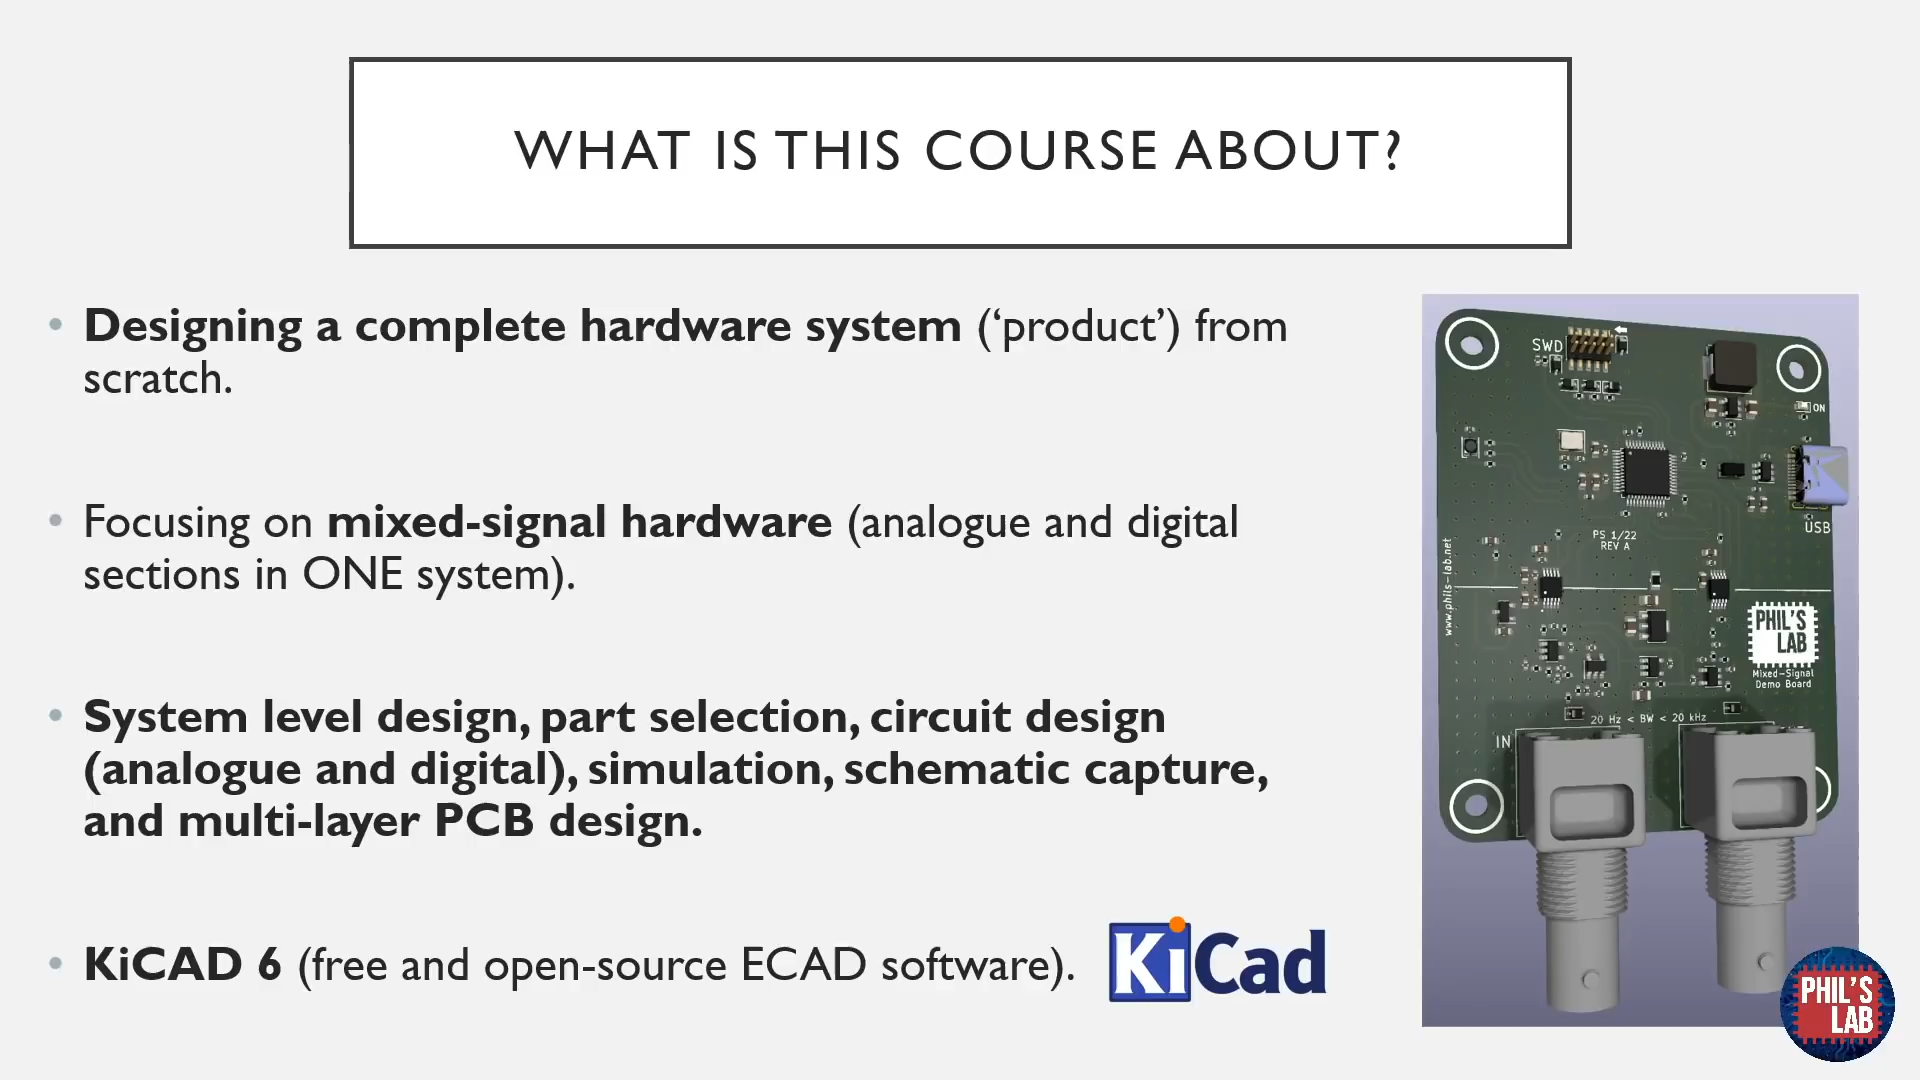 WHAT IS THIS COURSE ABOUT?
• Designing a complete hardware system (‘product’) from
scratch.
• Focusing on mixed-signal hardware (analogue and digital
sections in ONE system).
• System level design, part selection, circuit design
(analogue and digital), simulation, schematic capture,
and multi-layer PCB design.
• KiCAD 6 (free and open-source ECAD software).
KiCad
SWD
ON
USB
PS 1/22
REV A
www.phils-lab.net
PHIL'S
LAB
Mixed-Signal
Demo Board
20 Hz < BW < 20 kHz
IN
PHIL'S
LAB